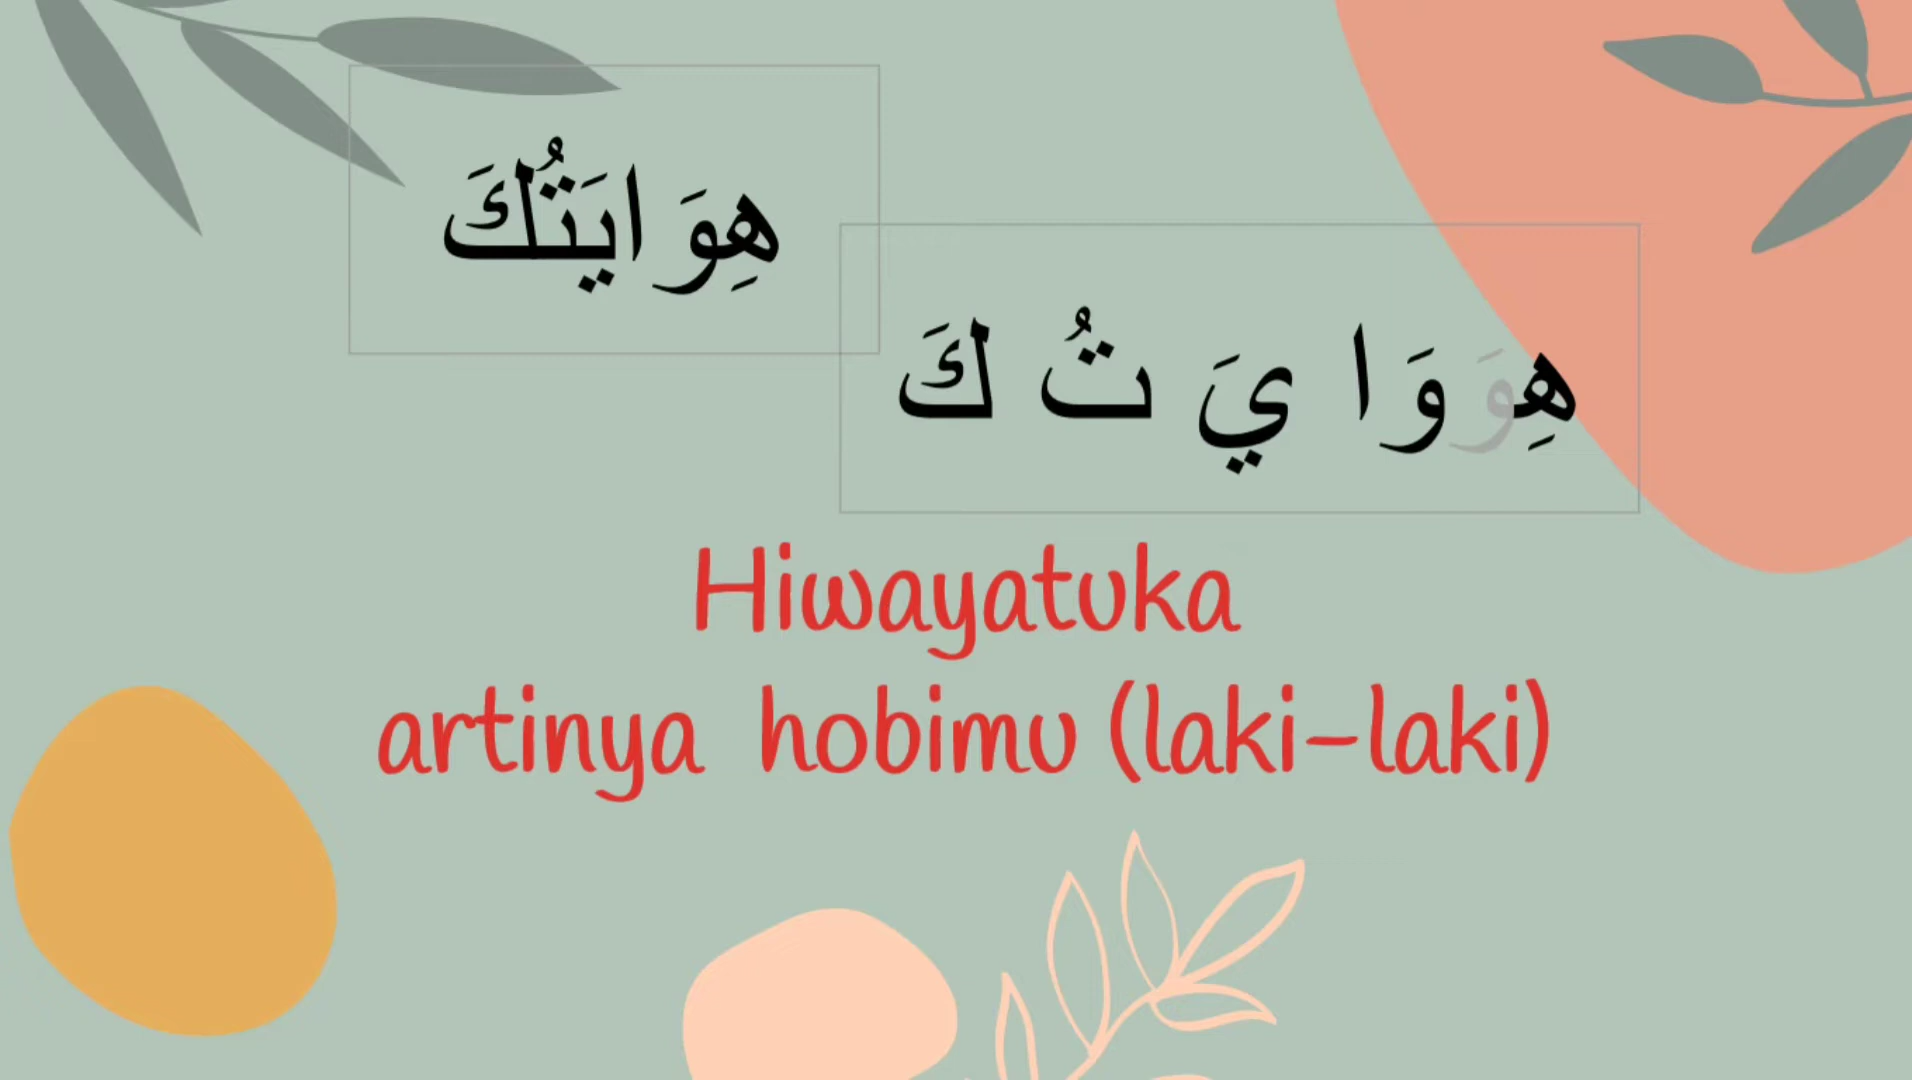 هِوَايَتُكَ
هِ وَ وَ ا يَ تُ كَ
Hiwayatuka
artinya hobimu (laki-laki)